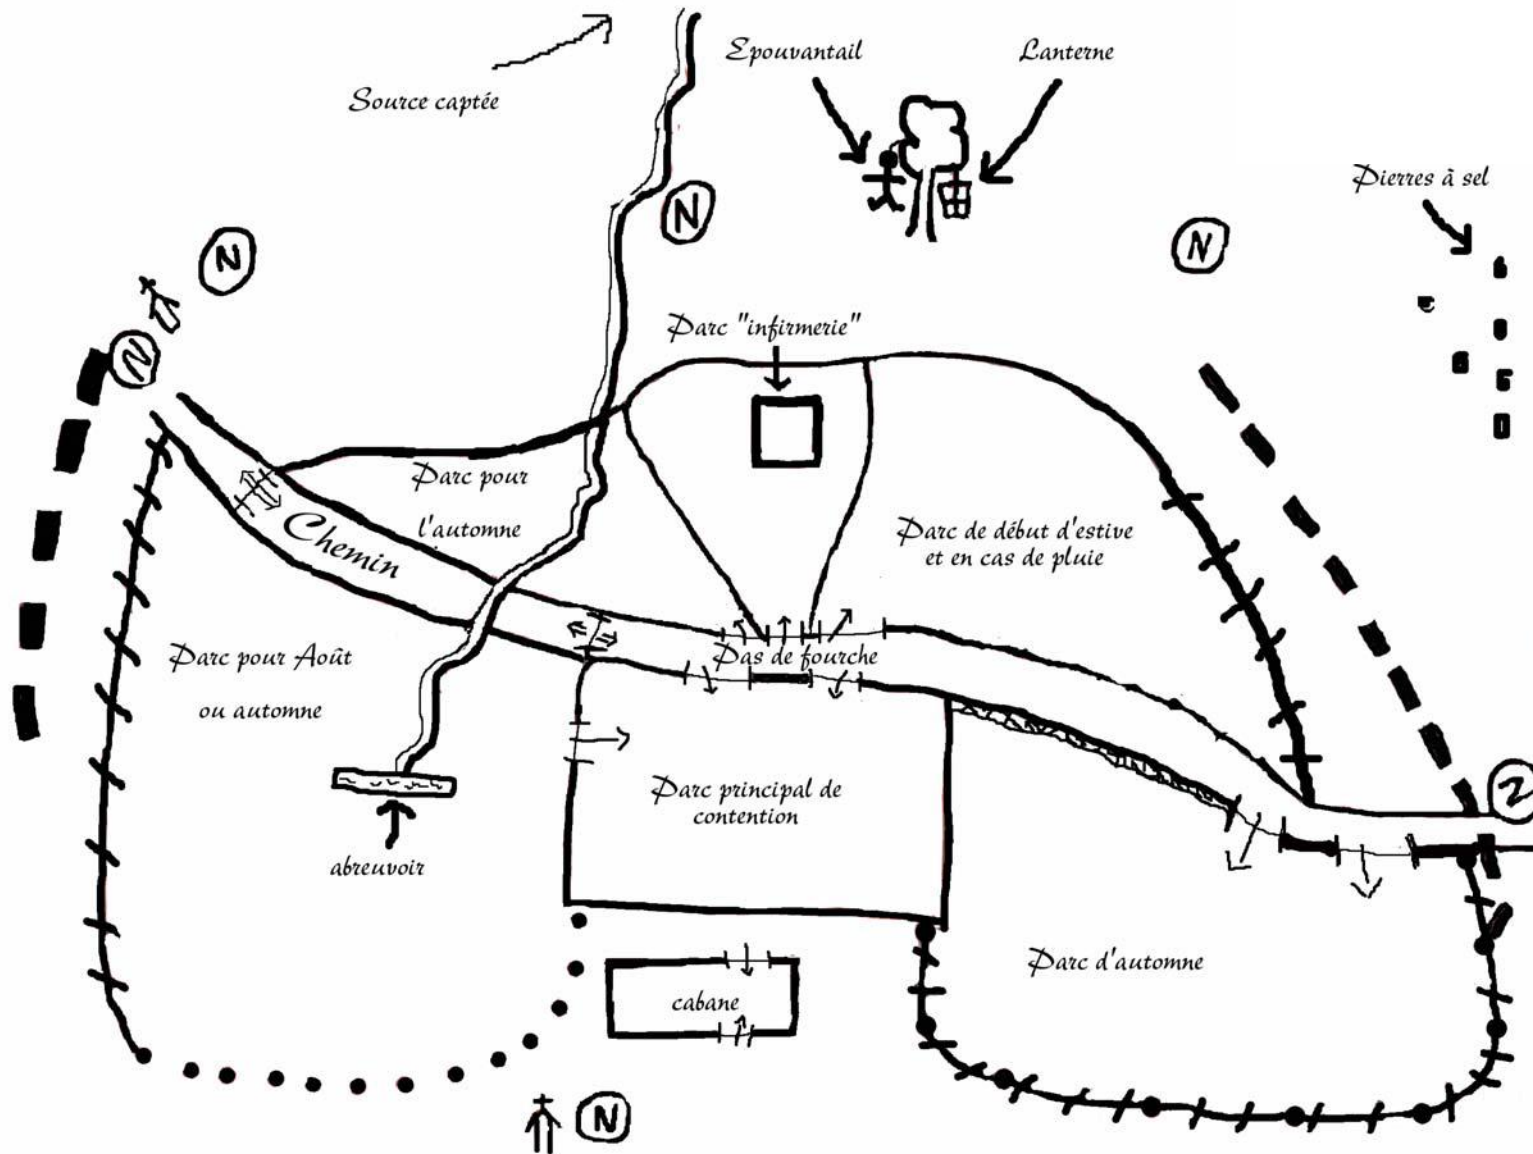 Epouvantail
Lanterne
Source captée
Pierres à sel
N
N
N
N
Parc "infirmerie"
Parc pour
l'automne
Chemin
Parc de début d'estive
et en cas de pluie
Parc pour Août
ou automne
Pas de fourche
Parc principal de
contention
2
abreuvoir
Parc d'automne
cabane
N